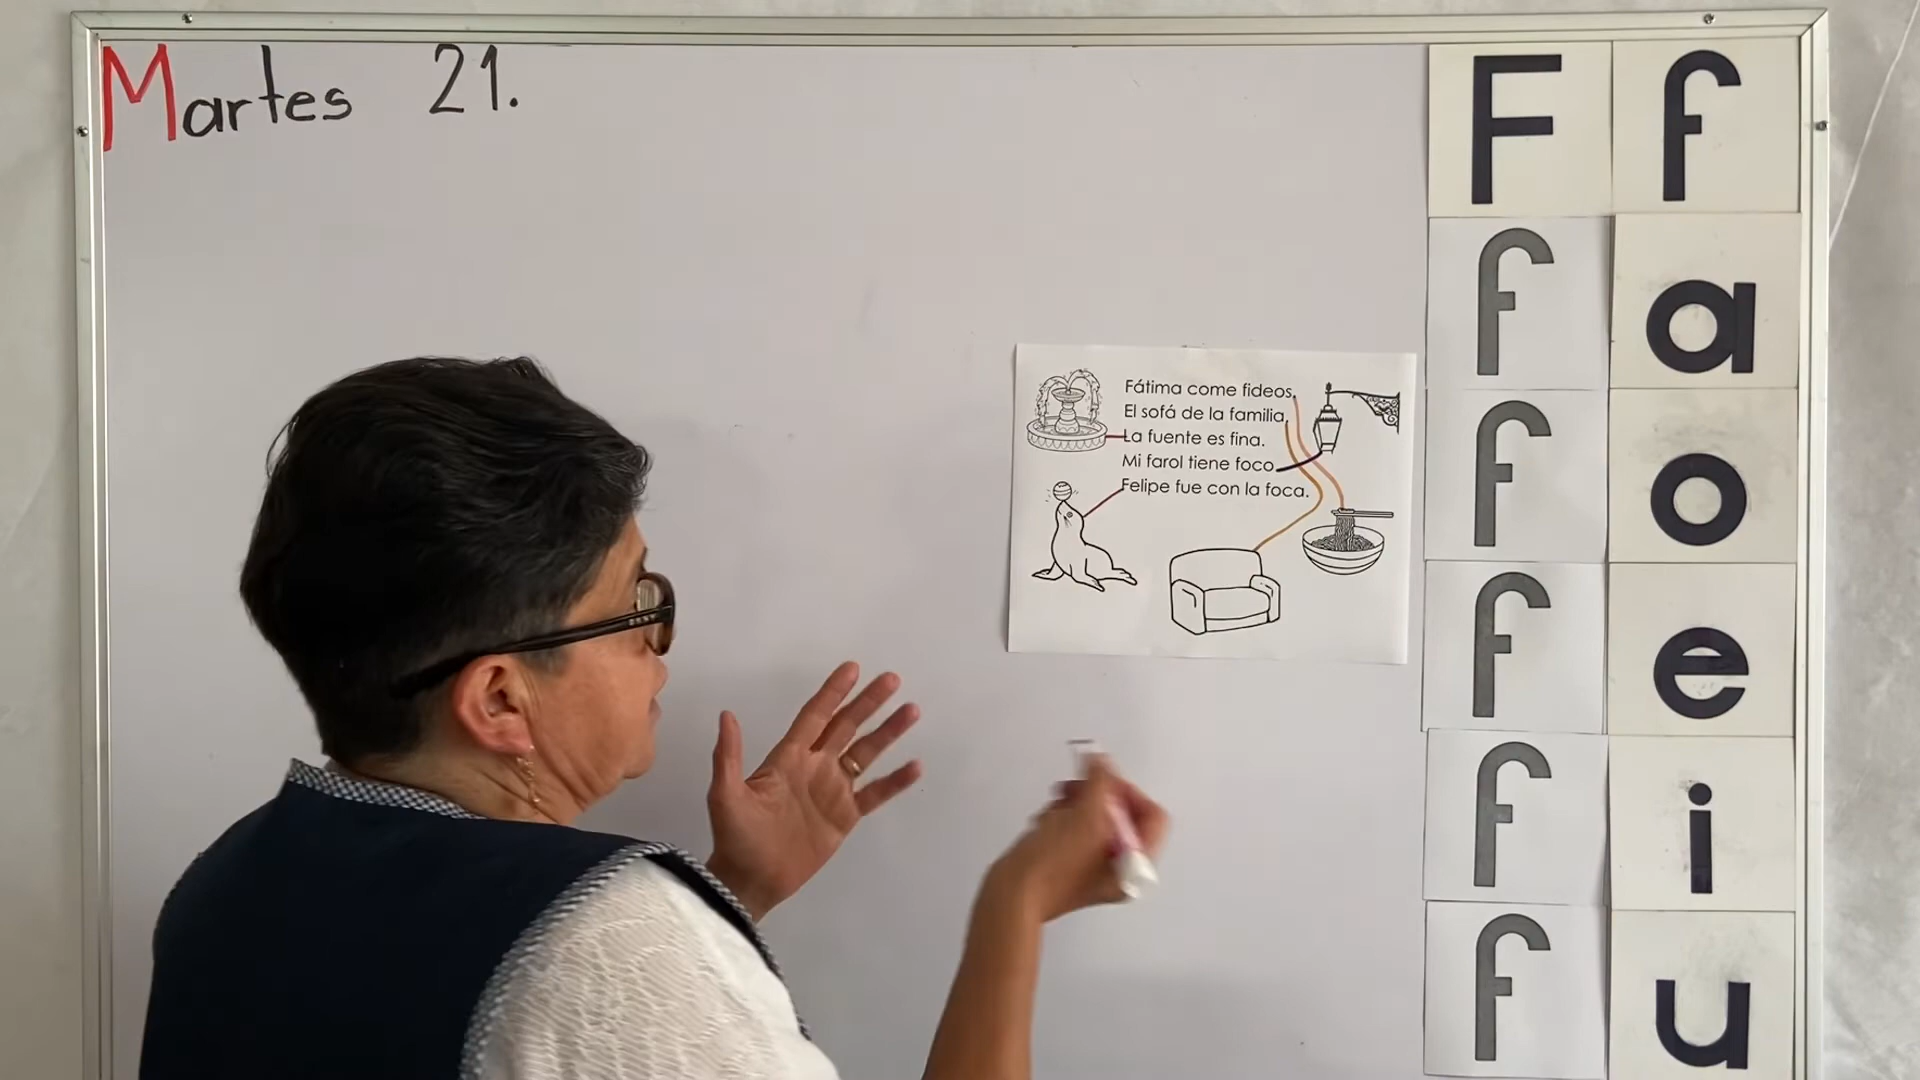 Martes 21.
Fátima come fideos.
El sofá de la familia.
La fuente es fina.
Mi farol tiene foco
Felipe fue con la foca.
F f
f a
f o
f e
f i
f u